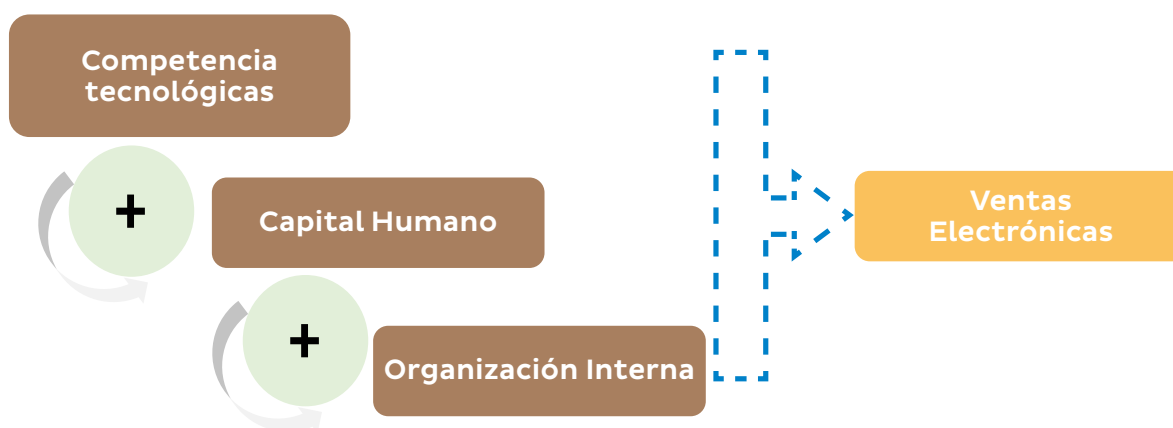 Competencia
tecnológicas
+
Capital Humano
+
Organización Interna
Ventas
Electrónicas